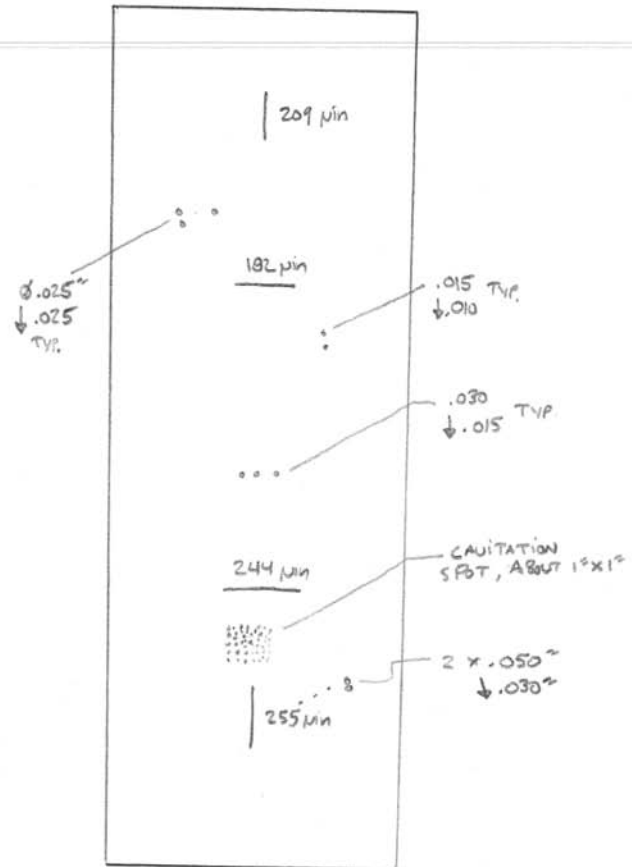 209 µin
182 µin
Ø.025"
↓ .025
TYP.
.015 TYP.
↓.010
.030 TYP.
↓ .015
CAVITATION
SPOT, ABOUT 1"x1"
244 µin
2 x .050"
↓ .030"
255 µin